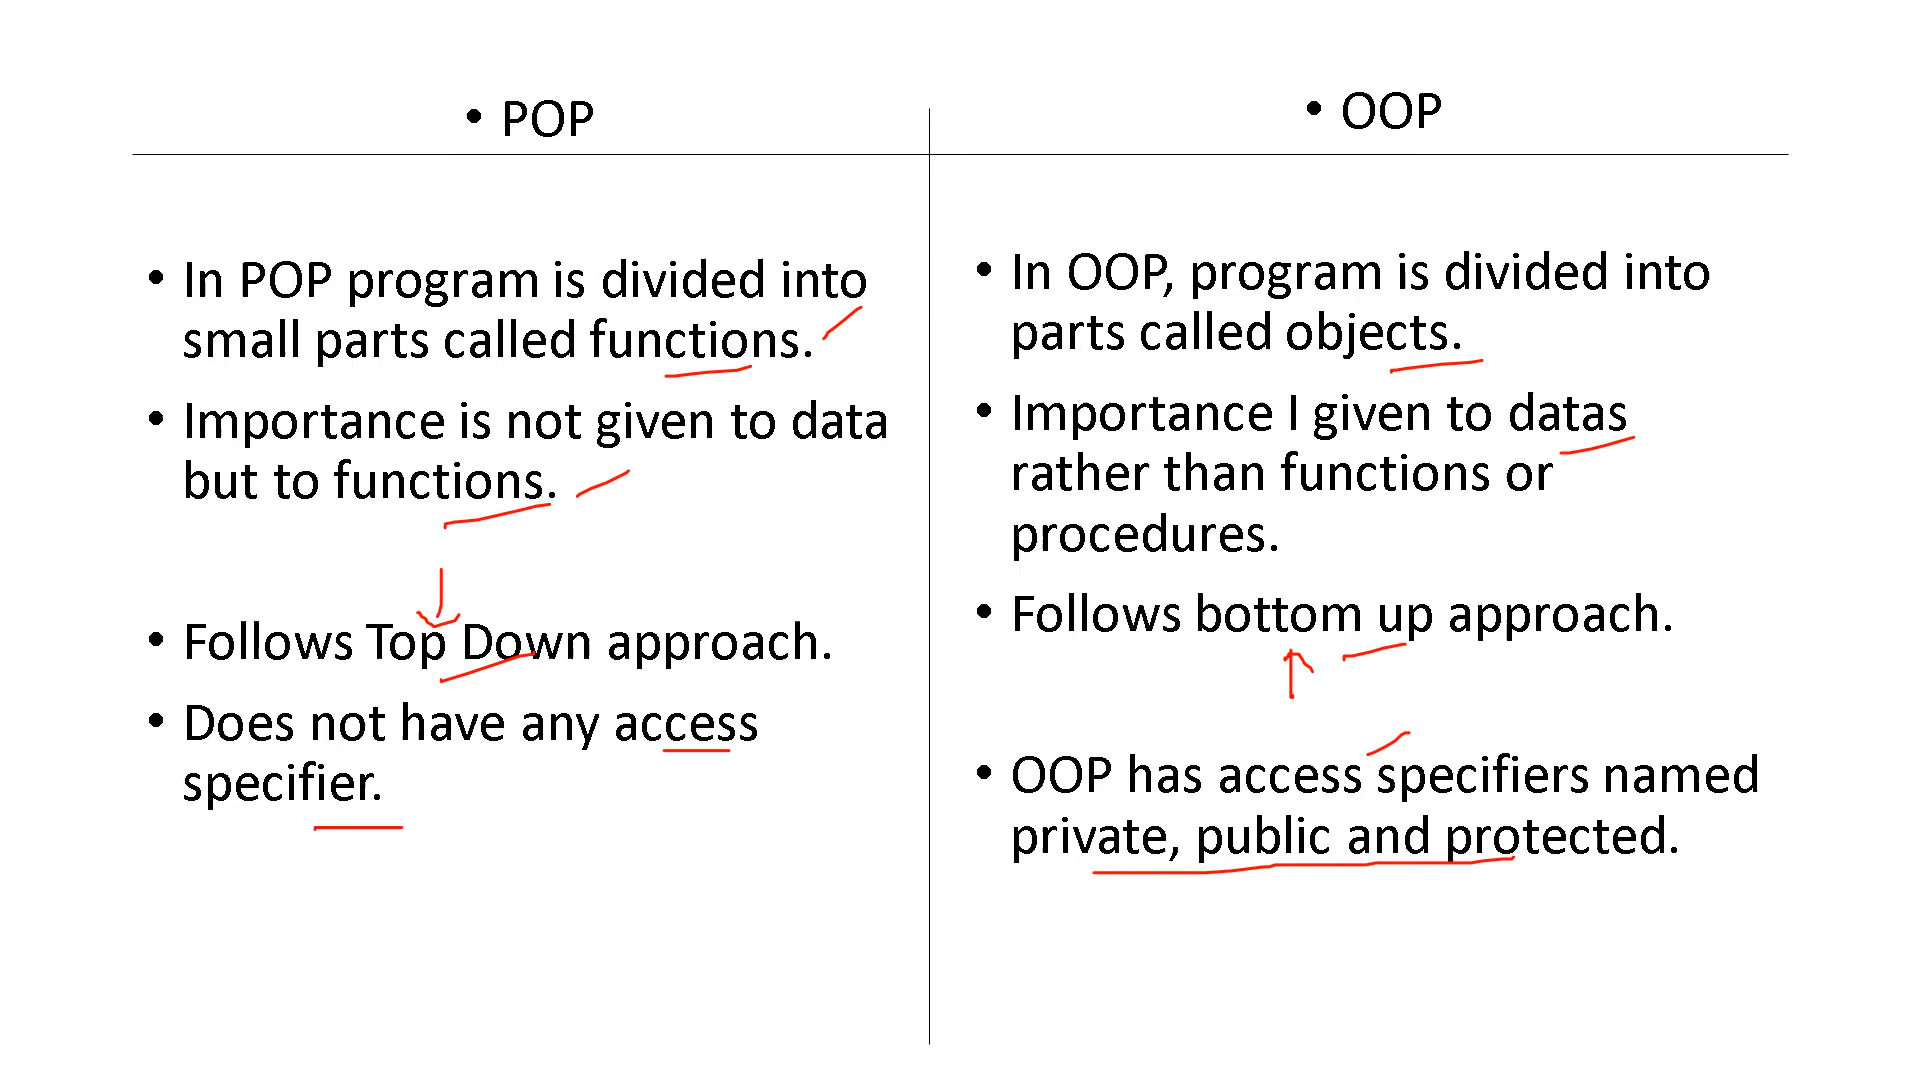 • POP
• In POP program is divided into
small parts called functions.
• Importance is not given to data
but to functions.
• Follows Top Down approach.
• Does not have any access
specifier.
• OOP
• In OOP, program is divided into
parts called objects.
• Importance I given to datas
rather than functions or
procedures.
• Follows bottom up approach.
• OOP has access specifiers named
private, public and protected.